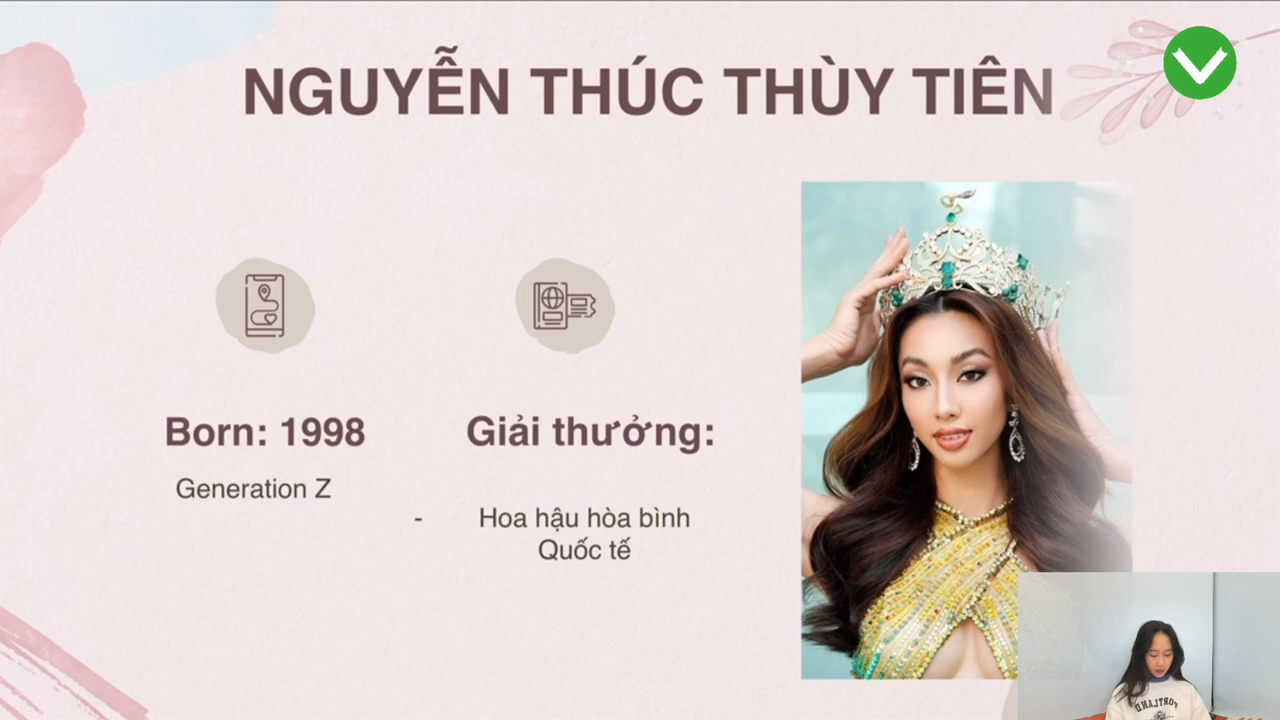 NGUYỄN THÚC THÙY TIÊN
Born: 1998
Generation Z
Giải thưởng:
- Hoa hậu hòa bình
Quốc tế
PORTLAND